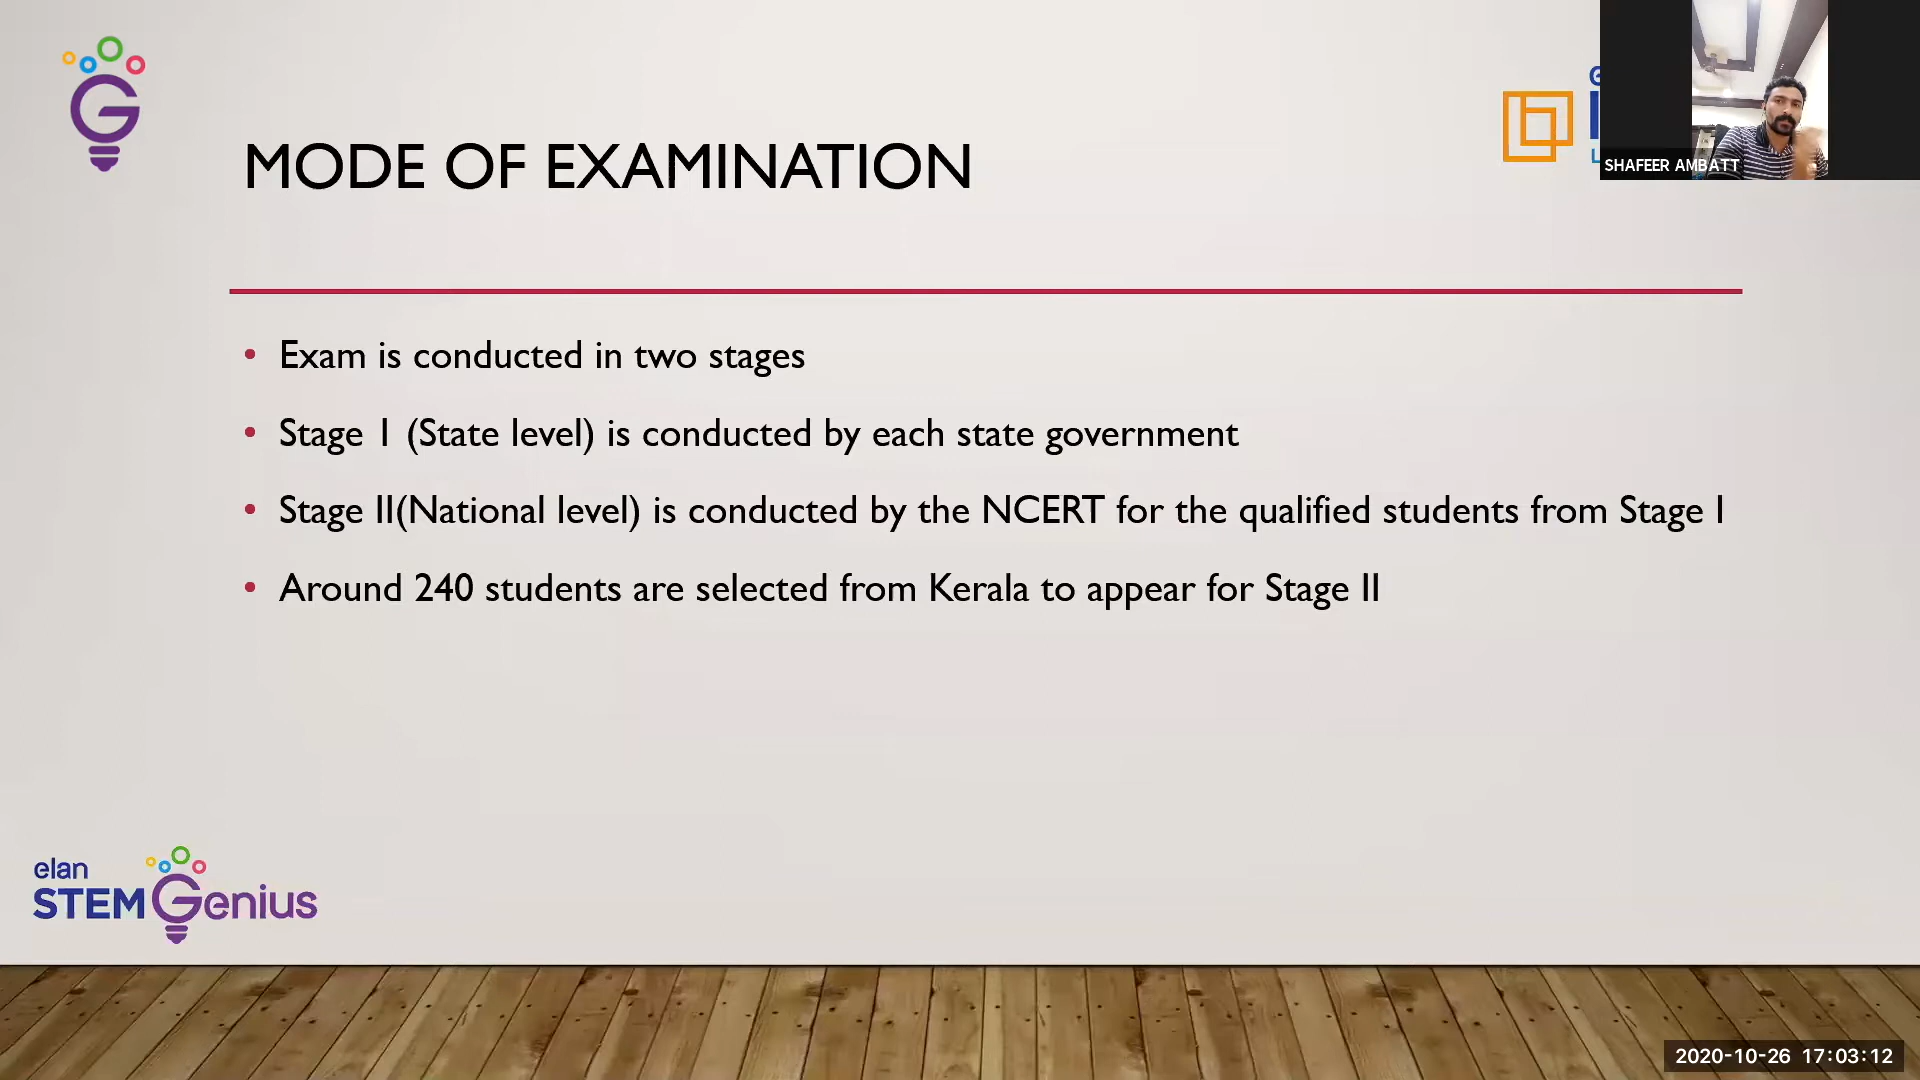 MODE OF EXAMINATION
SHAFEER AMBATT
• Exam is conducted in two stages
• Stage 1 (State level) is conducted by each state government
• Stage II(National level) is conducted by the NCERT for the qualified students from Stage I
• Around 240 students are selected from Kerala to appear for Stage II
elan
STEMGenius
2020-10-26 17:03:12